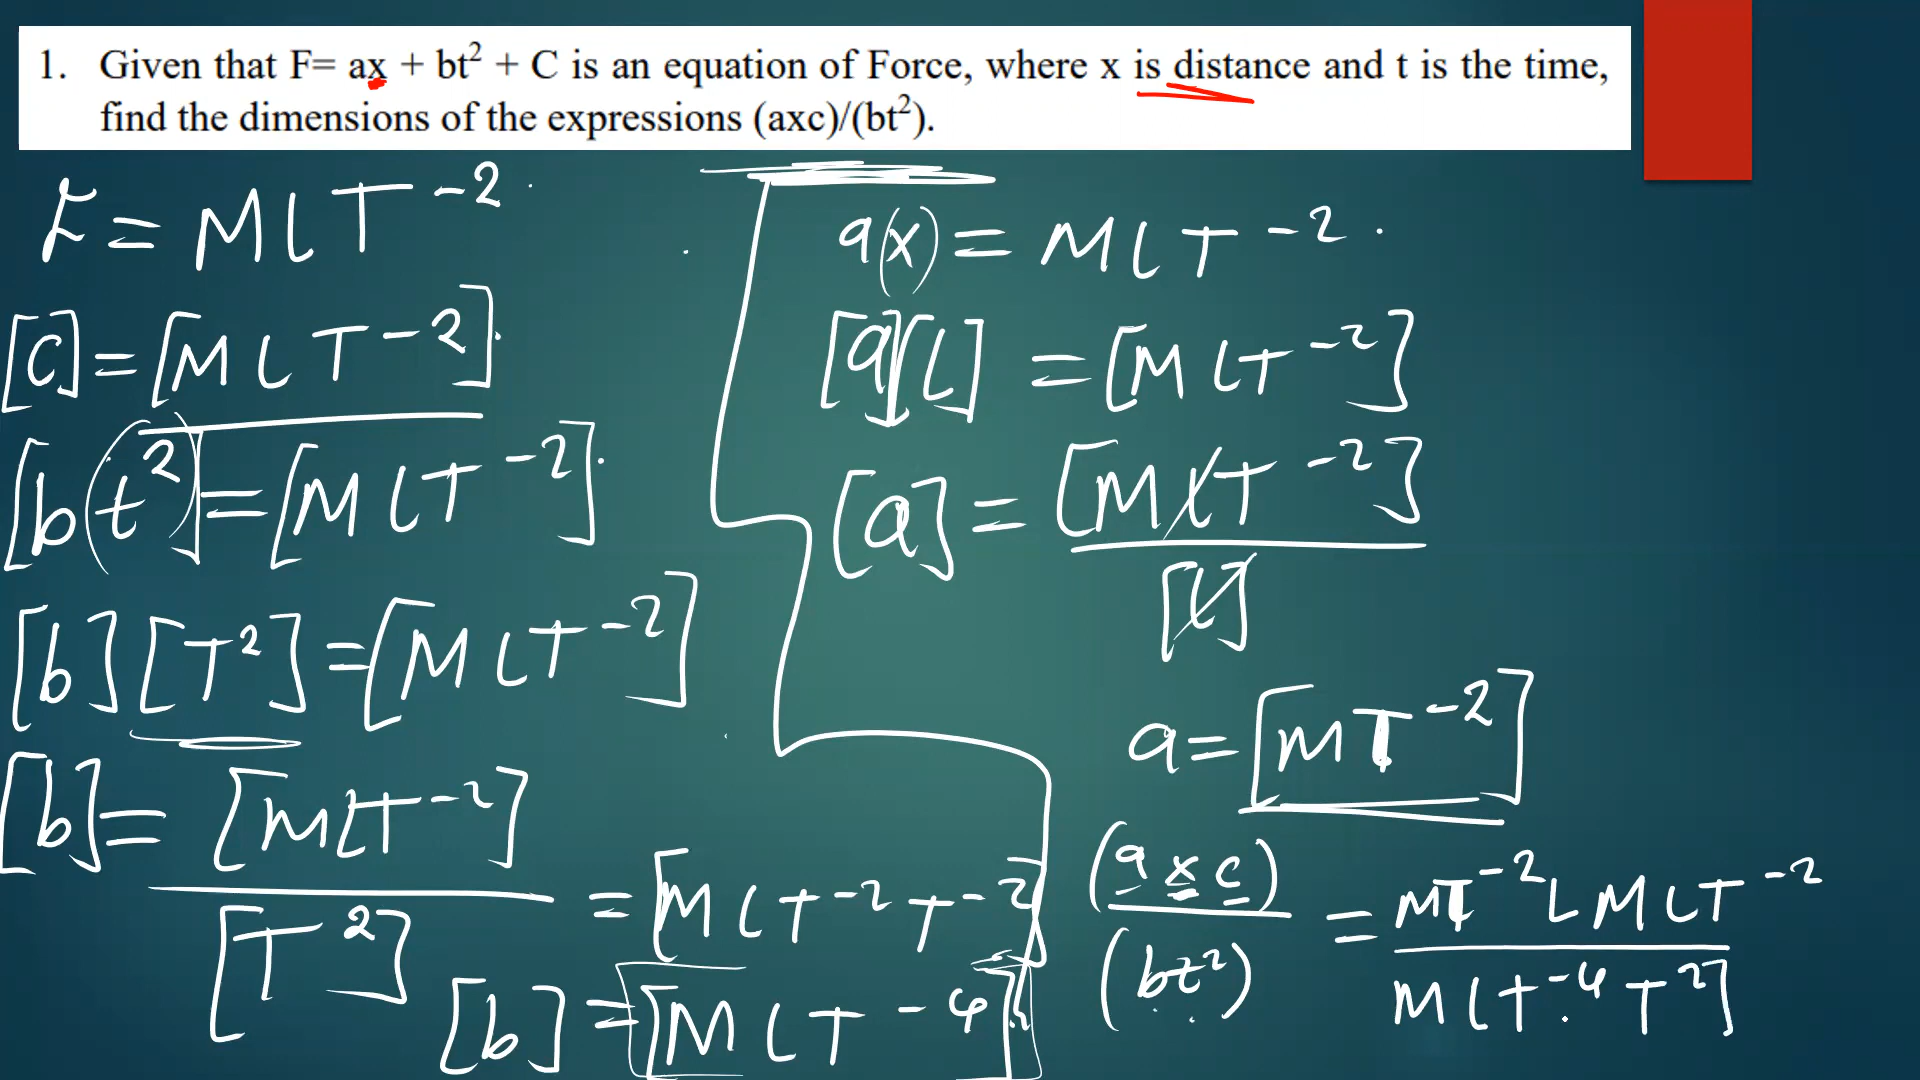 1. Given that F= ax + bt² + C is an equation of Force, where x is distance and t is the time,
find the dimensions of the expressions (axc)/(bt²).
F = MLT⁻²
[C] = [MLT⁻²]
[b(t²)] = [MLT⁻²]
[b][T²] = [MLT⁻²]
[b] = [MLT⁻²]
[T²]
= [MLT⁻²T⁻²]
[b] = [MLT⁻⁴]
a(x) = MLT⁻²
[a][L] = [MLT⁻²]
[a] = [MLT⁻²]
[L]
a = [MT⁻²]
(axc) = MT⁻²LMLT⁻²
(bt²) MLT⁻⁴T²]